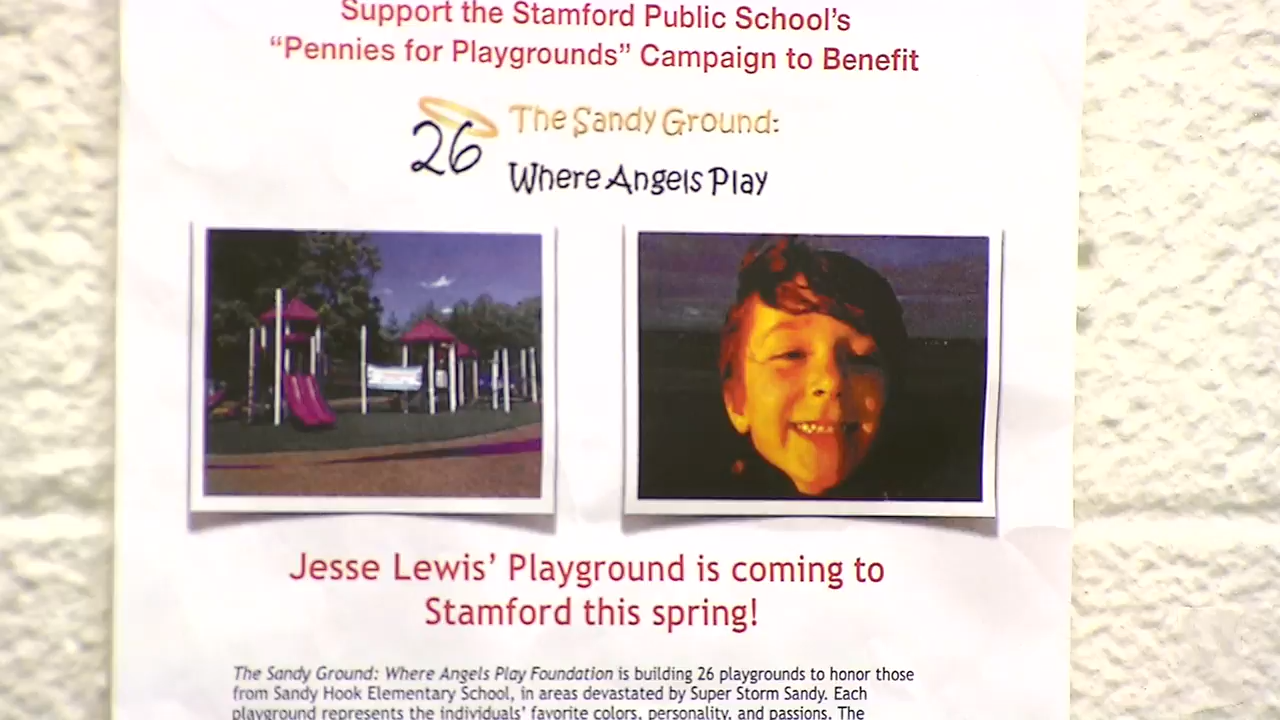 Support the Stamford Public School's
"Pennies for Playgrounds" Campaign to Benefit
26 The Sandy Ground:
Where Angels Play
Jesse Lewis' Playground is coming to
Stamford this spring!
The Sandy Ground: Where Angels Play Foundation is building 26 playgrounds to honor those
from Sandy Hook Elementary School, in areas devastated by Super Storm Sandy. Each
playground represents the individuals' favorite colors, personality, and passions. The